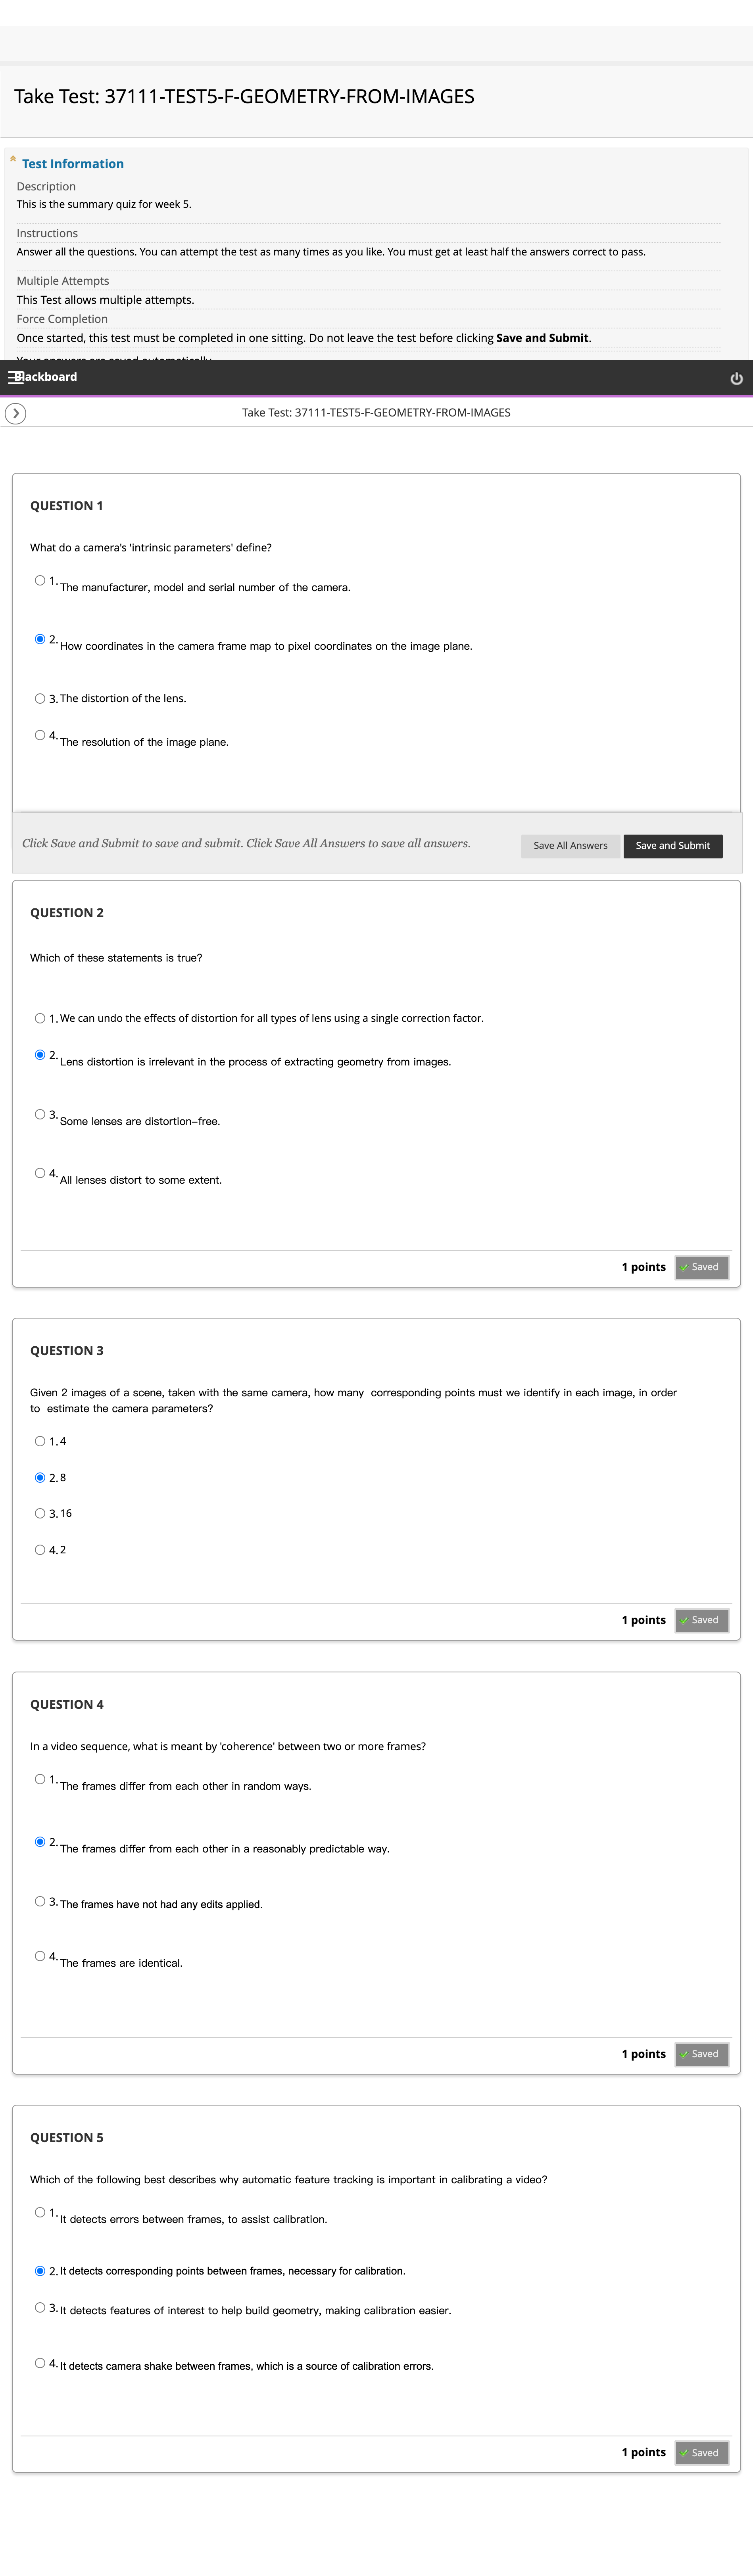 Take Test: 37111-TEST5-F-GEOMETRY-FROM-IMAGES
Test Information
Description
This is the summary quiz for week 5.
Instructions
Answer all the questions. You can attempt the test as many times as you like. You must get at least half the answers correct to pass.
Multiple Attempts
This Test allows multiple attempts.
Force Completion
Once started, this test must be completed in one sitting. Do not leave the test before clicking Save and Submit.
Your answers are saved automatically.
Blackboard
Take Test: 37111-TEST5-F-GEOMETRY-FROM-IMAGES
QUESTION 1
What do a camera's 'intrinsic parameters' define?
1. The manufacturer, model and serial number of the camera.
2. How coordinates in the camera frame map to pixel coordinates on the image plane.
3. The distortion of the lens.
4. The resolution of the image plane.
Click Save and Submit to save and submit. Click Save All Answers to save all answers.
Save All Answers
Save and Submit
QUESTION 2
Which of these statements is true?
1. We can undo the effects of distortion for all types of lens using a single correction factor.
2. Lens distortion is irrelevant in the process of extracting geometry from images.
3. Some lenses are distortion-free.
4. All lenses distort to some extent.
1 points
Saved
QUESTION 3
Given 2 images of a scene, taken with the same camera, how many corresponding points must we identify in each image, in order
to estimate the camera parameters?
1. 4
2. 8
3. 16
4. 2
1 points
Saved
QUESTION 4
In a video sequence, what is meant by 'coherence' between two or more frames?
1. The frames differ from each other in random ways.
2. The frames differ from each other in a reasonably predictable way.
3. The frames have not had any edits applied.
4. The frames are identical.
1 points
Saved
QUESTION 5
Which of the following best describes why automatic feature tracking is important in calibrating a video?
1. It detects errors between frames, to assist calibration.
2. It detects corresponding points between frames, necessary for calibration.
3. It detects features of interest to help build geometry, making calibration easier.
4. It detects camera shake between frames, which is a source of calibration errors.
1 points
Saved